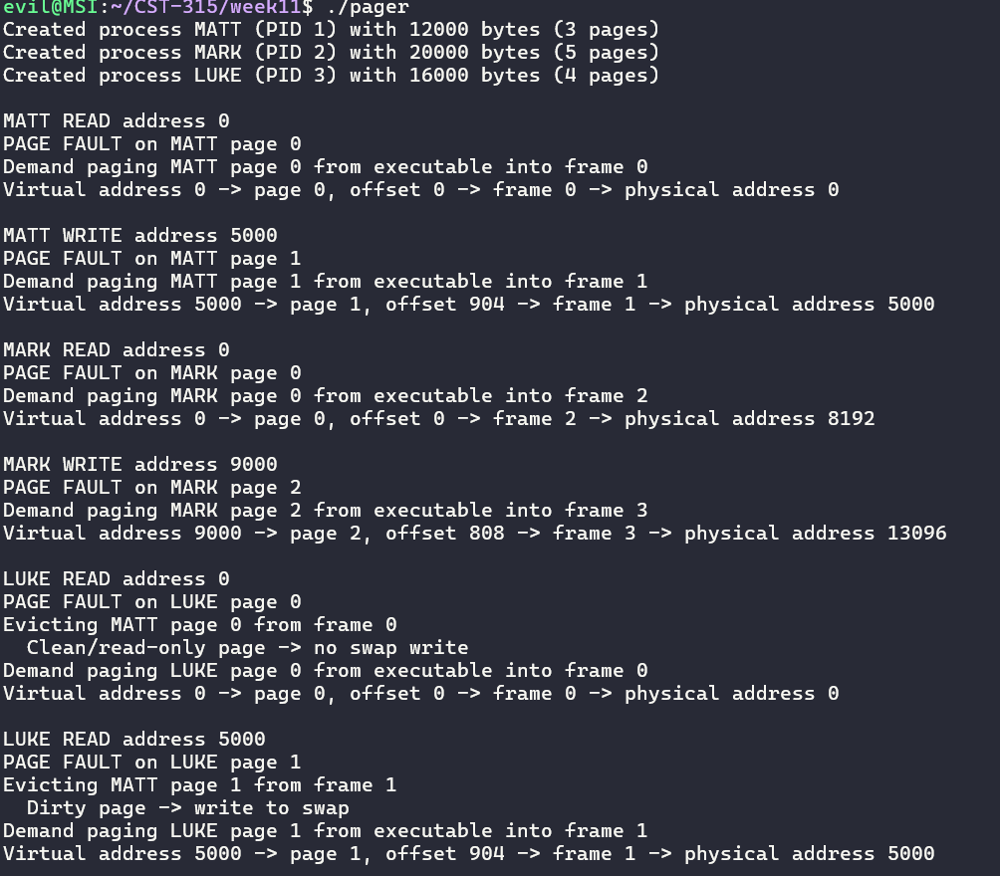 evil@MSI:~/CST-315/week11$ ./pager
Created process MATT (PID 1) with 12000 bytes (3 pages)
Created process MARK (PID 2) with 20000 bytes (5 pages)
Created process LUKE (PID 3) with 16000 bytes (4 pages)

MATT READ address 0
PAGE FAULT on MATT page 0
Demand paging MATT page 0 from executable into frame 0
Virtual address 0 -> page 0, offset 0 -> frame 0 -> physical address 0

MATT WRITE address 5000
PAGE FAULT on MATT page 1
Demand paging MATT page 1 from executable into frame 1
Virtual address 5000 -> page 1, offset 904 -> frame 1 -> physical address 5000

MARK READ address 0
PAGE FAULT on MARK page 0
Demand paging MARK page 0 from executable into frame 2
Virtual address 0 -> page 0, offset 0 -> frame 2 -> physical address 8192

MARK WRITE address 9000
PAGE FAULT on MARK page 2
Demand paging MARK page 2 from executable into frame 3
Virtual address 9000 -> page 2, offset 808 -> frame 3 -> physical address 13096

LUKE READ address 0
PAGE FAULT on LUKE page 0
Evicting MATT page 0 from frame 0
  Clean/read-only page -> no swap write
Demand paging LUKE page 0 from executable into frame 0
Virtual address 0 -> page 0, offset 0 -> frame 0 -> physical address 0

LUKE READ address 5000
PAGE FAULT on LUKE page 1
Evicting MATT page 1 from frame 1
  Dirty page -> write to swap
Demand paging LUKE page 1 from executable into frame 1
Virtual address 5000 -> page 1, offset 904 -> frame 1 -> physical address 5000